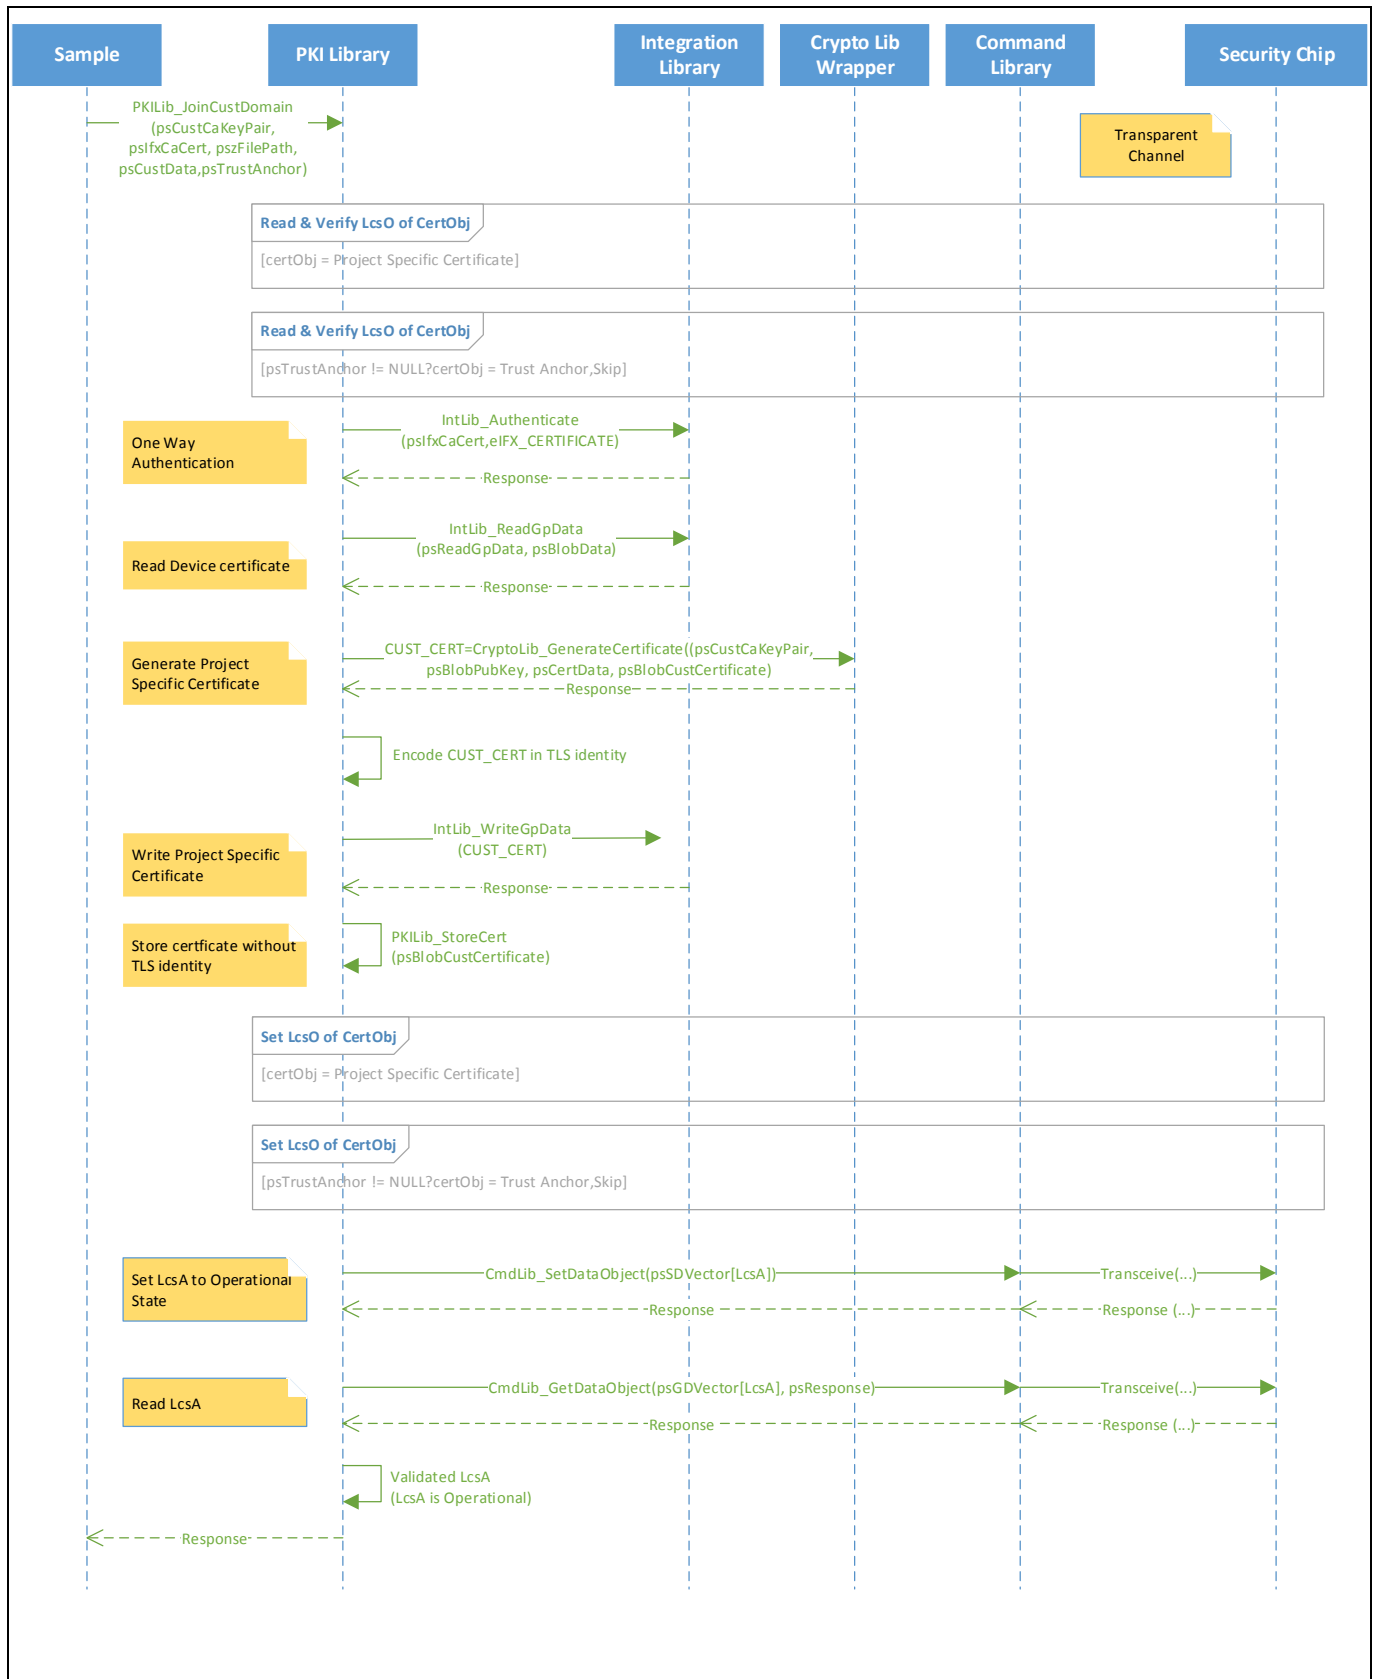 Sample
PKI Library
Integration
Library
Crypto Lib
Wrapper
Command
Library
Security Chip
PKILib_JoinCustDomain
(psCustCaKeyPair,
psIfxCaCert, pszFilePath,
psCustData,psTrustAnchor)
Transparent
Channel
Read & Verify LcsO of CertObj
[certObj = Project Specific Certificate]
Read & Verify LcsO of CertObj
[psTrustAnchor != NULL?certObj = Trust Anchor,Skip]
One Way
Authentication
IntLib_Authenticate
(psIfxCaCert,eIFX_CERTIFICATE)
Response
Read Device certificate
IntLib_ReadGpData
(psReadGpData, psBlobData)
Response
Generate Project
Specific Certificate
CUST_CERT=CryptoLib_GenerateCertificate((psCustCaKeyPair,
psBlobPubKey, psCertData, psBlobCustCertificate)
Response
Encode CUST_CERT in TLS identity
Write Project Specific
Certificate
IntLib_WriteGpData
(CUST_CERT)
Response
Store certficate without
TLS identity
PKILib_StoreCert
(psBlobCustCertificate)
Set LcsO of CertObj
[certObj = Project Specific Certificate]
Set LcsO of CertObj
[psTrustAnchor != NULL?certObj = Trust Anchor,Skip]
Set LcsA to Operational
State
CmdLib_SetDataObject(psSDVector[LcsA])
Transceive(...)
Response
Response (...)
Read LcsA
CmdLib_GetDataObject(psGDVector[LcsA], psResponse)
Transceive(...)
Response
Response (...)
Validated LcsA
(LcsA is Operational)
Response